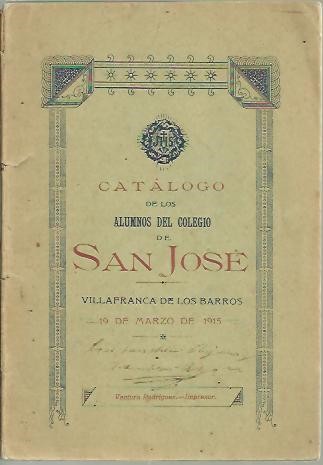 JHS
CATÁLOGO
DE LOS
ALUMNOS DEL COLEGIO
DE
SAN JOSÉ
VILLAFRANCA DE LOS BARROS
19 DE MARZO DE 1915
Ventura Rodríguez.—Impresor.